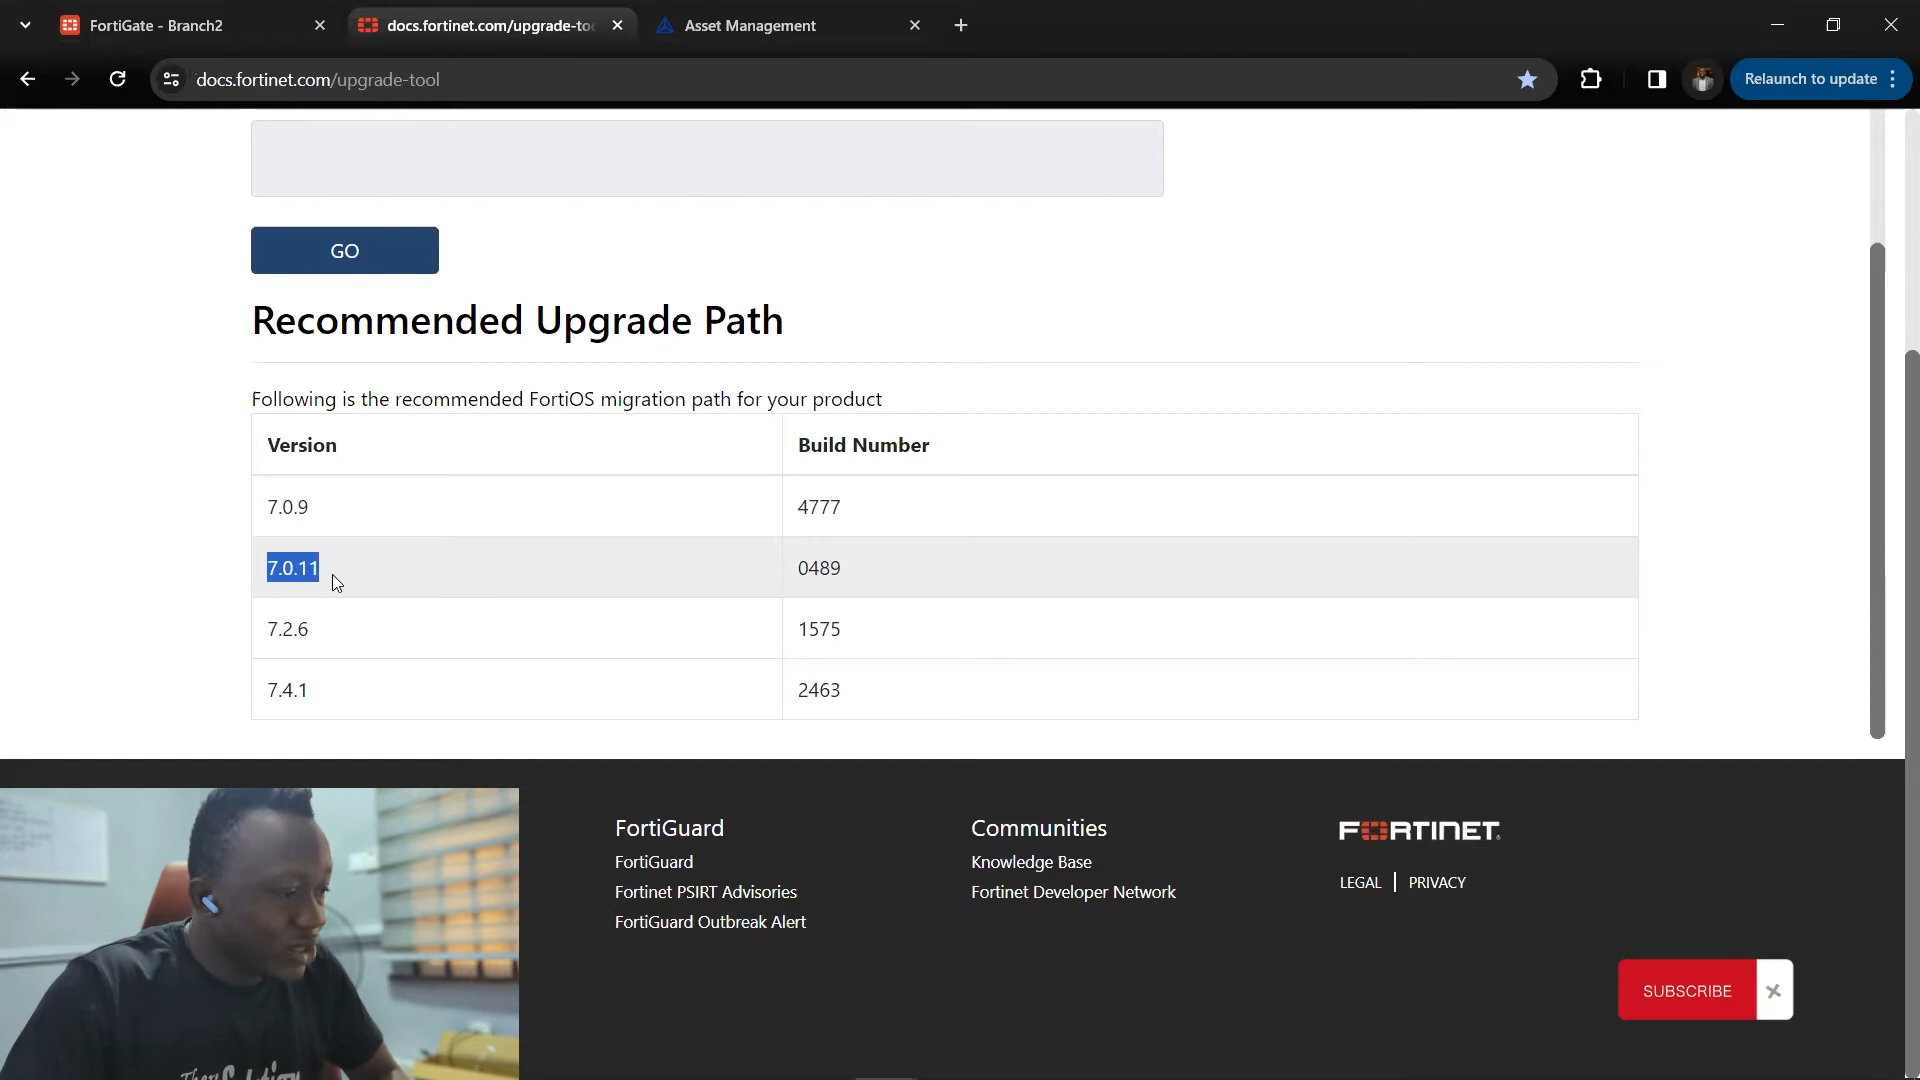 FortiGate - Branch2
docs.fortinet.com/upgrade-to
Asset Management
docs.fortinet.com/upgrade-tool
Relaunch to update
GO
Recommended Upgrade Path
Following is the recommended FortiOS migration path for your product
Version Build Number
7.0.9 4777
7.0.11 0489
7.2.6 1575
7.4.1 2463
FortiGuard
FortiGuard
Fortinet PSIRT Advisories
FortiGuard Outbreak Alert
Communities
Knowledge Base
Fortinet Developer Network
FORTINET
LEGAL | PRIVACY
SUBSCRIBE